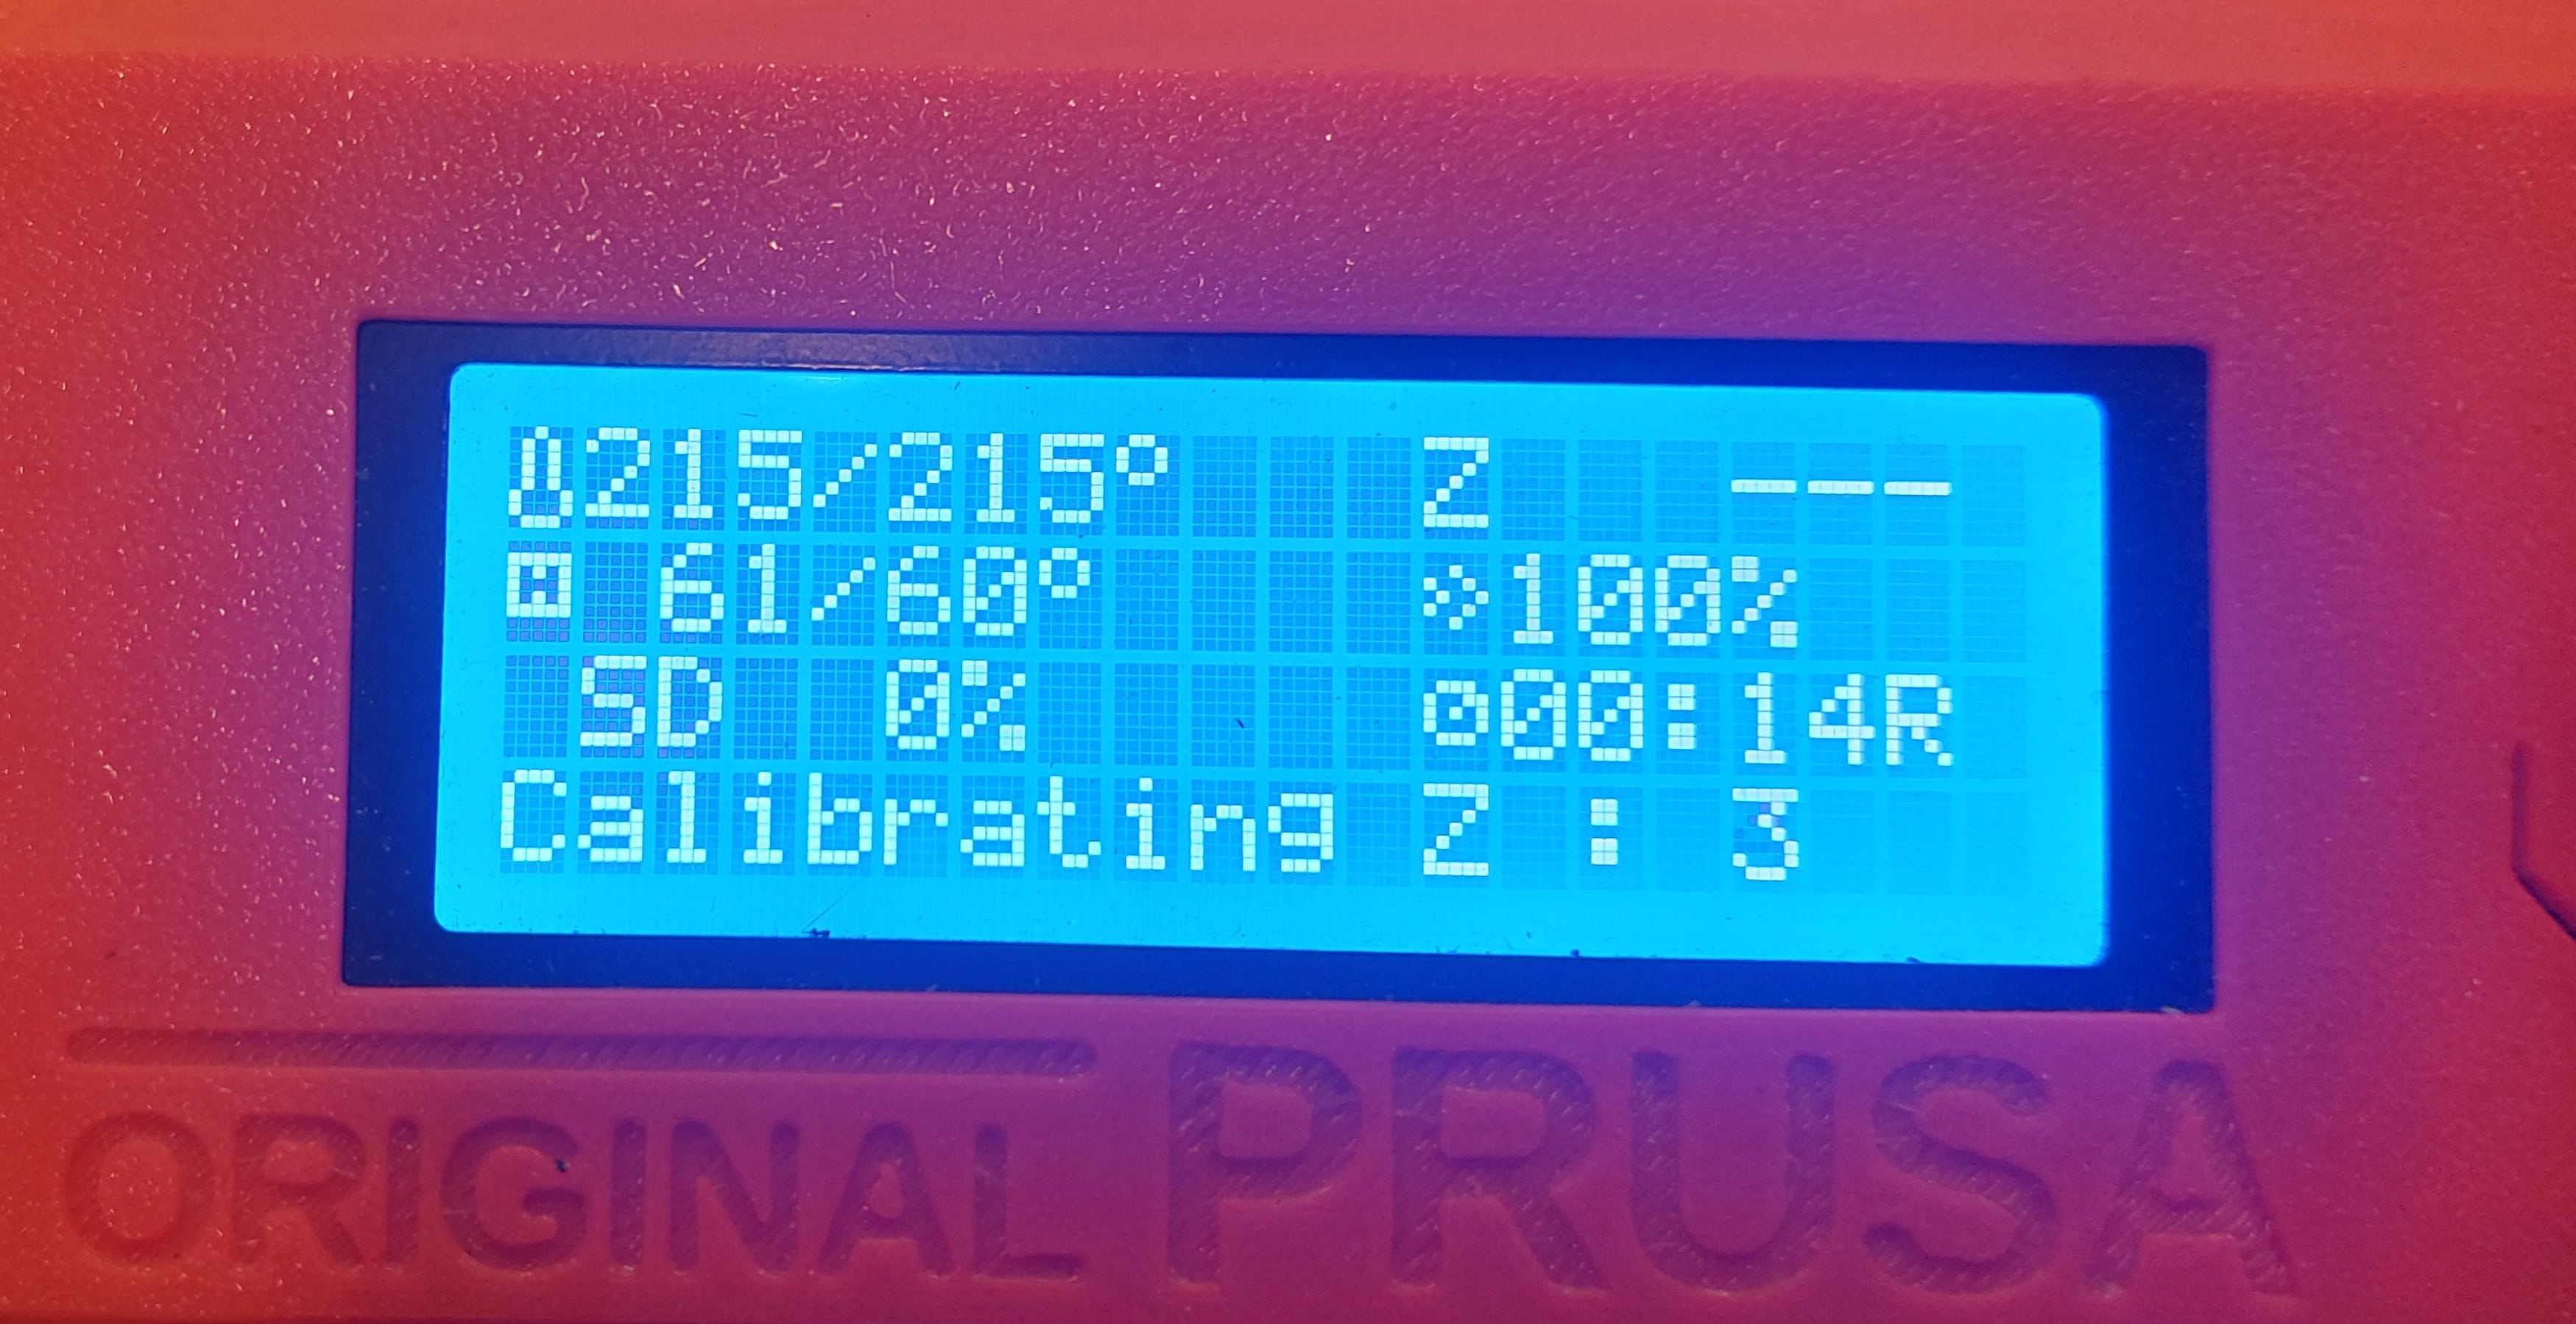 215/215° Z ---
61/60° 100%
SD 0% 00:14R
Calibrating Z : 3
ORIGINAL PRUSA